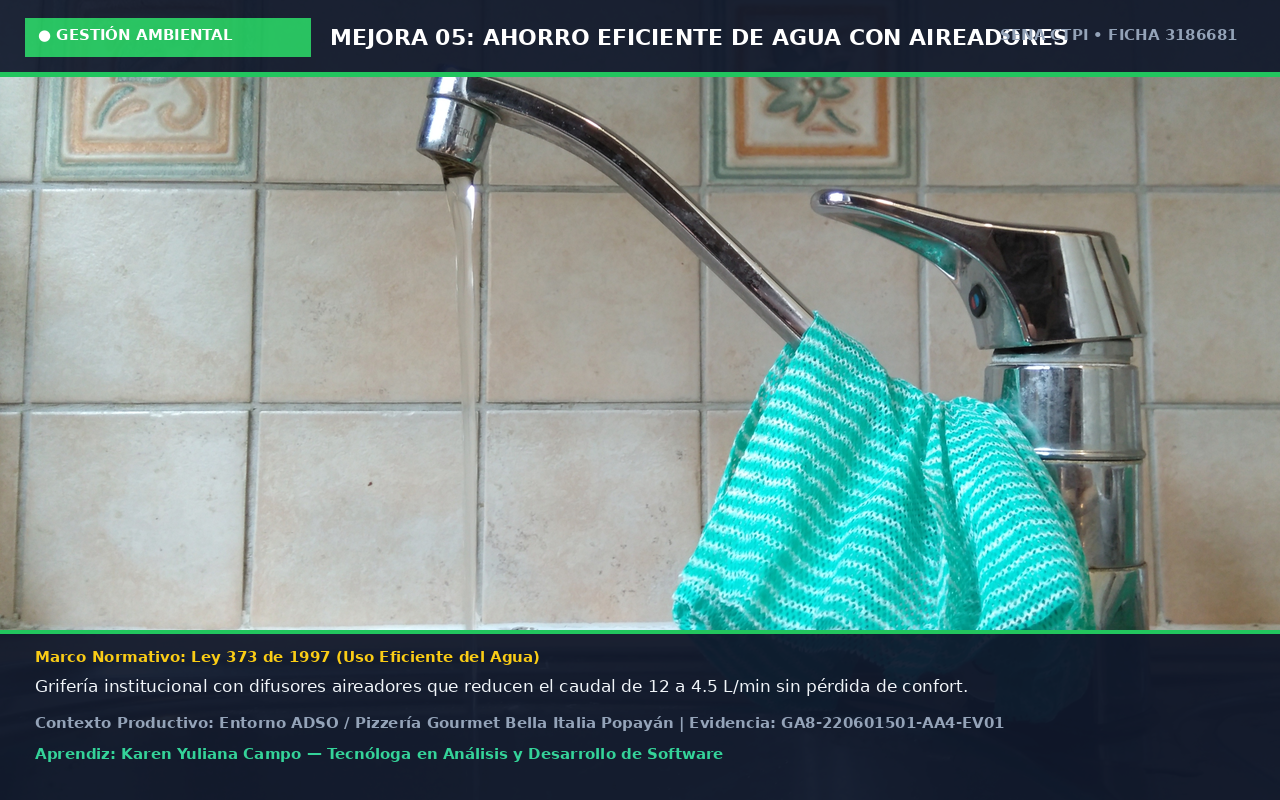 ● GESTIÓN AMBIENTAL
MEJORA 05: AHORRO EFICIENTE DE AGUA CON AIREADORES
SENA CTPI • FICHA 3186681
Marco Normativo: Ley 373 de 1997 (Uso Eficiente del Agua)
Grifería institucional con difusores aireadores que reducen el caudal de 12 a 4.5 L/min sin pérdida de confort.
Contexto Productivo: Entorno ADSO / Pizzería Gourmet Bella Italia Popayán | Evidencia: GA8-220601501-AA4-EV01
Aprendiz: Karen Yuliana Campo — Tecnóloga en Análisis y Desarrollo de Software